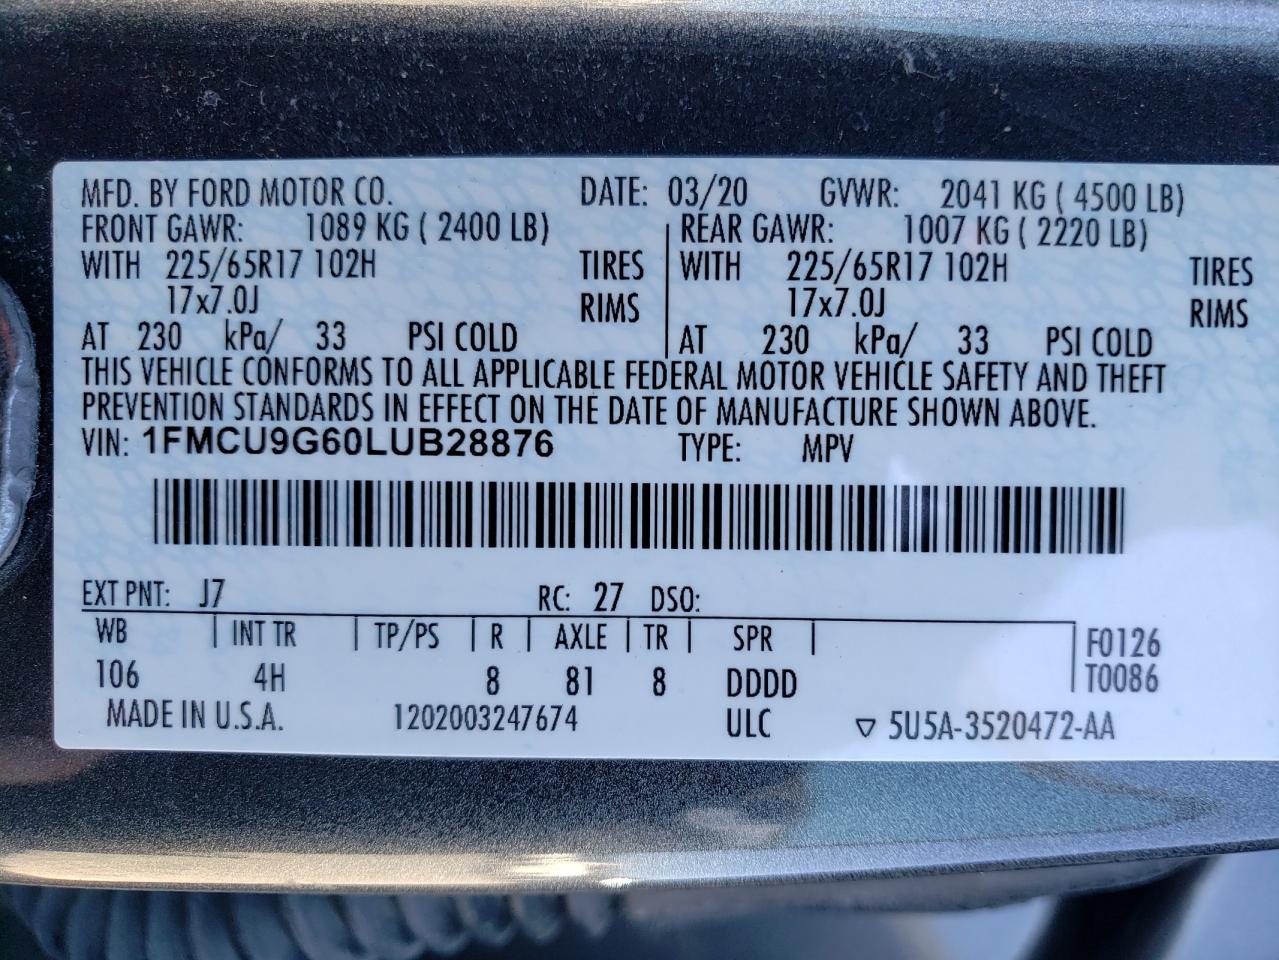 MFD. BY FORD MOTOR CO. DATE: 03/20 GVWR: 2041 KG ( 4500 LB)
FRONT GAWR: 1089 KG ( 2400 LB) REAR GAWR: 1007 KG ( 2220 LB)
WITH 225/65R17 102H TIRES WITH 225/65R17 102H TIRES
17x7.0J RIMS 17x7.0J RIMS
AT 230 kPa/ 33 PSI COLD AT 230 kPa/ 33 PSI COLD
THIS VEHICLE CONFORMS TO ALL APPLICABLE FEDERAL MOTOR VEHICLE SAFETY AND THEFT
PREVENTION STANDARDS IN EFFECT ON THE DATE OF MANUFACTURE SHOWN ABOVE.
VIN: 1FMCU9G60LUB28876 TYPE: MPV
EXT PNT: J7 RC: 27 DSO:
WB INT TR TP/PS R AXLE TR SPR F0126
106 4H 8 81 8 DDDD T0086
MADE IN U.S.A. 1202003247674 ULC ▽ 5U5A-3520472-AA